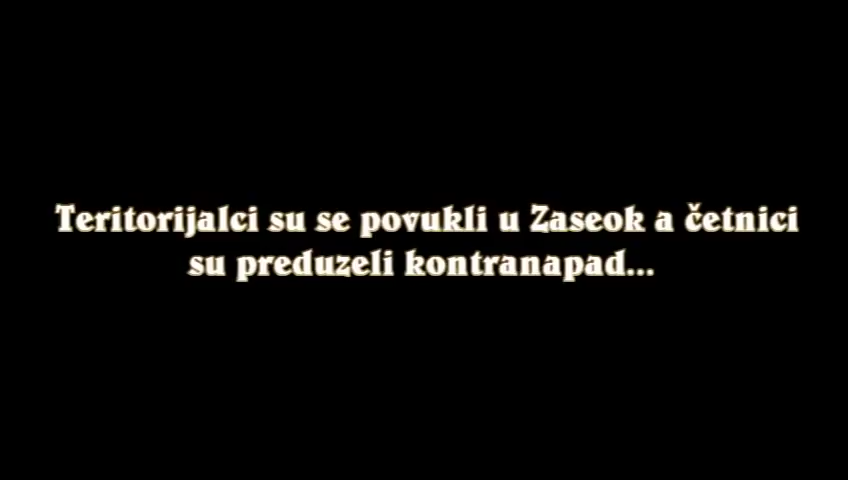 Teritorijalci su se povukli u Zaseok a četnici
su preduzeli kontranapad...